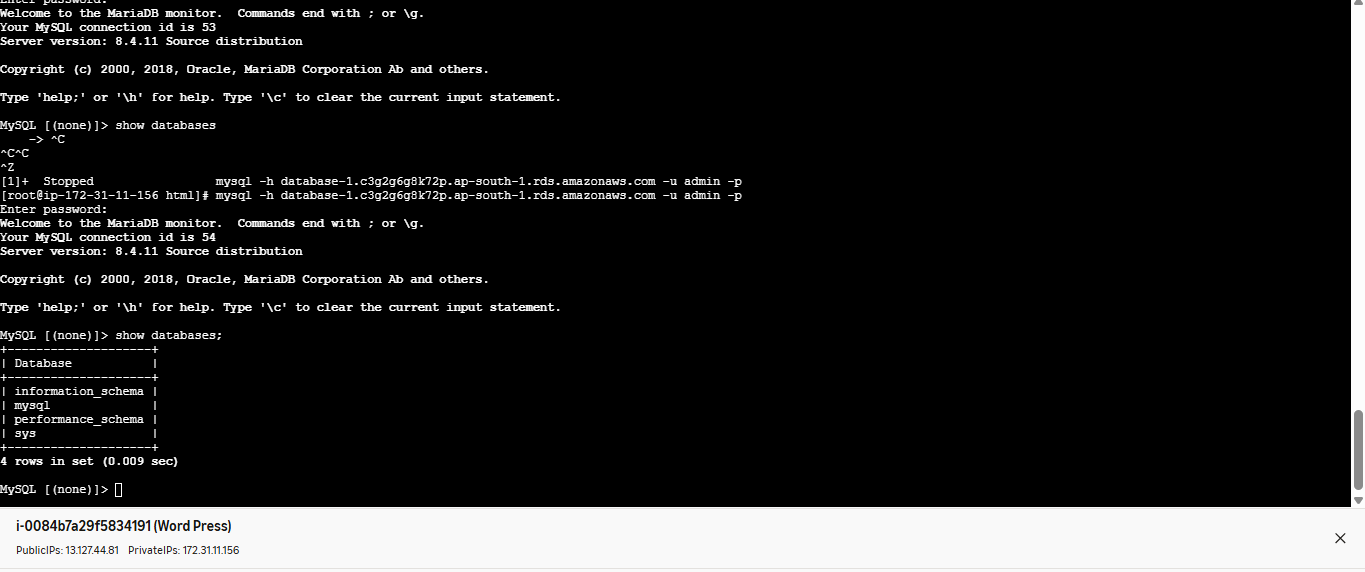 Enter password:
Welcome to the MariaDB monitor.  Commands end with ; or \g.
Your MySQL connection id is 53
Server version: 8.4.11 Source distribution

Copyright (c) 2000, 2018, Oracle, MariaDB Corporation Ab and others.

Type 'help;' or '\h' for help. Type '\c' to clear the current input statement.

MySQL [(none)]> show databases
    -> ^C
^C^C
^Z
[1]+  Stopped                 mysql -h database-1.c3g2g6g8k72p.ap-south-1.rds.amazonaws.com -u admin -p
[root@ip-172-31-11-156 html]# mysql -h database-1.c3g2g6g8k72p.ap-south-1.rds.amazonaws.com -u admin -p
Enter password:
Welcome to the MariaDB monitor.  Commands end with ; or \g.
Your MySQL connection id is 54
Server version: 8.4.11 Source distribution

Copyright (c) 2000, 2018, Oracle, MariaDB Corporation Ab and others.

Type 'help;' or '\h' for help. Type '\c' to clear the current input statement.

MySQL [(none)]> show databases;
+--------------------+
| Database           |
+--------------------+
| information_schema |
| mysql              |
| performance_schema |
| sys                |
+--------------------+
4 rows in set (0.009 sec)

MySQL [(none)]>
i-0084b7a29f5834191 (Word Press)
PublicIPs: 13.127.44.81   PrivateIPs: 172.31.11.156